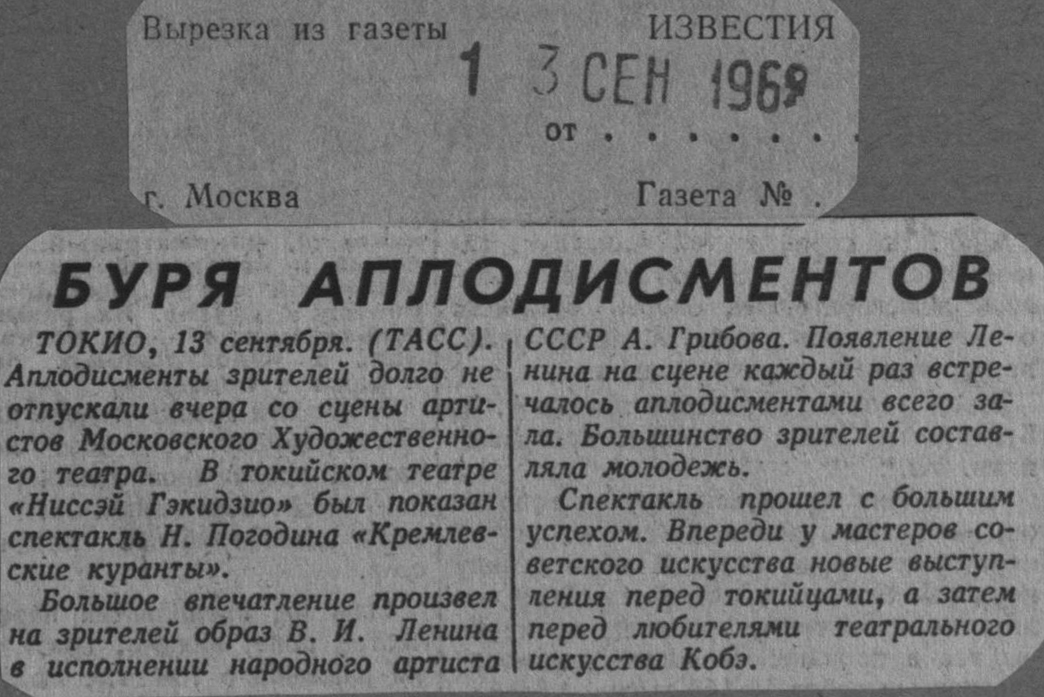 Вырезка из газеты ИЗВЕСТИЯ
13 СЕН 1968
от . . . . . . .
г. Москва Газета № .
БУРЯ АПЛОДИСМЕНТОВ
ТОКИО, 13 сентября. (ТАСС).
Аплодисменты зрителей долго не
отпускали вчера со сцены арти-
стов Московского Художественно-
го театра. В токийском театре
«Ниссэй Гэкидзио» был показан
спектакль Н. Погодина «Кремлев-
ские куранты».
Большое впечатление произвел
на зрителей образ В. И. Ленина
в исполнении народного артиста
СССР А. Грибова. Появление Ле-
нина на сцене каждый раз встре-
чалось аплодисментами всего за-
ла. Большинство зрителей состав-
ляла молодежь.
Спектакль прошел с большим
успехом. Впереди у мастеров со-
ветского искусства новые выступ-
ления перед токийцами, а затем
перед любителями театрального
искусства Кобэ.